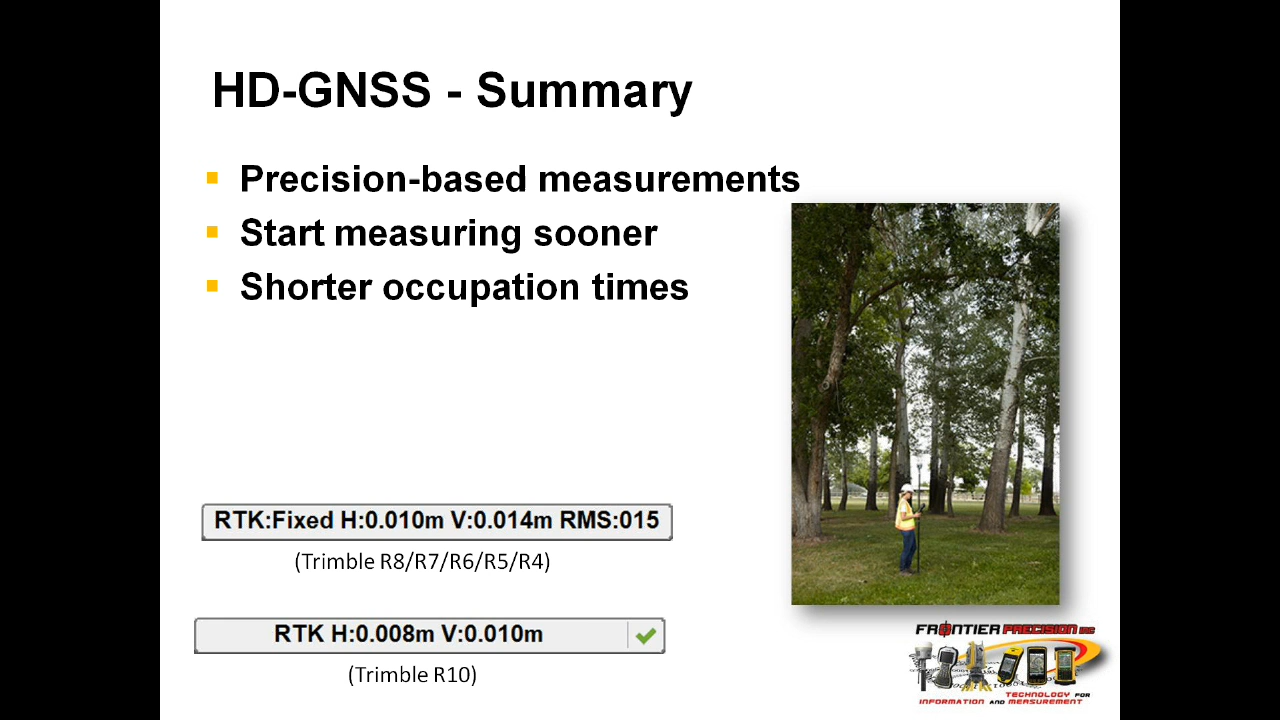 HD-GNSS - Summary
Precision-based measurements
Start measuring sooner
Shorter occupation times
RTK:Fixed H:0.010m V:0.014m RMS:015
(Trimble R8/R7/R6/R5/R4)
RTK H:0.008m V:0.010m
(Trimble R10)
FRONTIER PRECISION INC
TECHNOLOGY FOR
INFORMATION AND MEASUREMENT